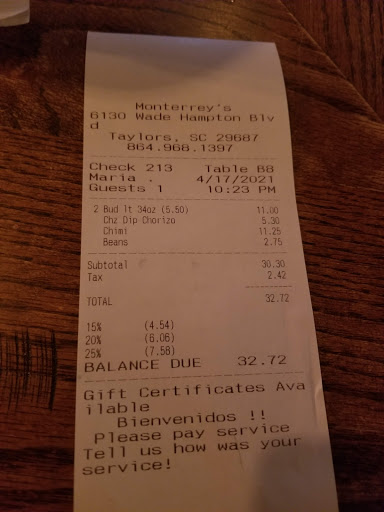 Monterrey's
6130 Wade Hampton Blv
d
Taylors, SC 29687
864.968.1397
Check 213 Table B8
Maria . 4/17/2021
Guests 1 10:23 PM
2 Bud lt 34oz (5.50) 11.00
Chz Dip Chorizo 5.30
Chimi 11.25
Beans 2.75
Subtotal 30.30
Tax 2.42
TOTAL 32.72
15% (4.54)
20% (6.06)
25% (7.58)
BALANCE DUE 32.72
Gift Certificates Ava
ilable
Bienvenidos !!
Please pay service
Tell us how was your
service!